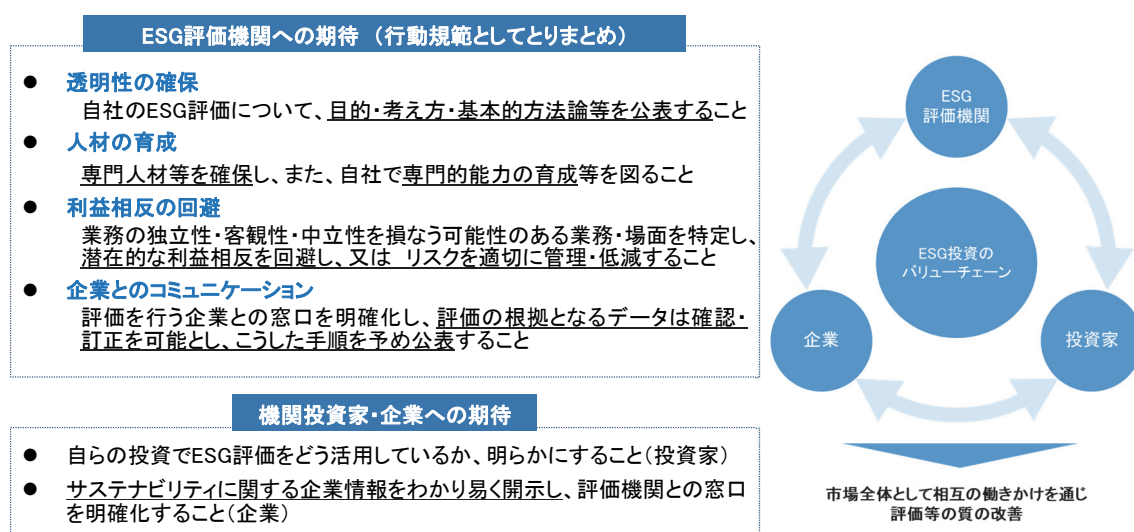 ESG評価機関への期待 （行動規範としてとりまとめ）
● 透明性の確保
自社のESG評価について、目的・考え方・基本的方法論等を公表すること
● 人材の育成
専門人材等を確保し、また、自社で専門的能力の育成等を図ること
● 利益相反の回避
業務の独立性・客観性・中立性を損なう可能性のある業務・場面を特定し、
潜在的な利益相反を回避し、又は リスクを適切に管理・低減すること
● 企業とのコミュニケーション
評価を行う企業との窓口を明確化し、評価の根拠となるデータは確認・
訂正を可能とし、こうした手順を予め公表すること
機関投資家・企業への期待
● 自らの投資でESG評価をどう活用しているか、明らかにすること（投資家）
● サステナビリティに関する企業情報をわかり易く開示し、評価機関との窓口
を明確化すること（企業）
ESG
評価機関
ESG投資の
バリューチェーン
企業
投資家
市場全体として相互の働きかけを通じ
評価等の質の改善